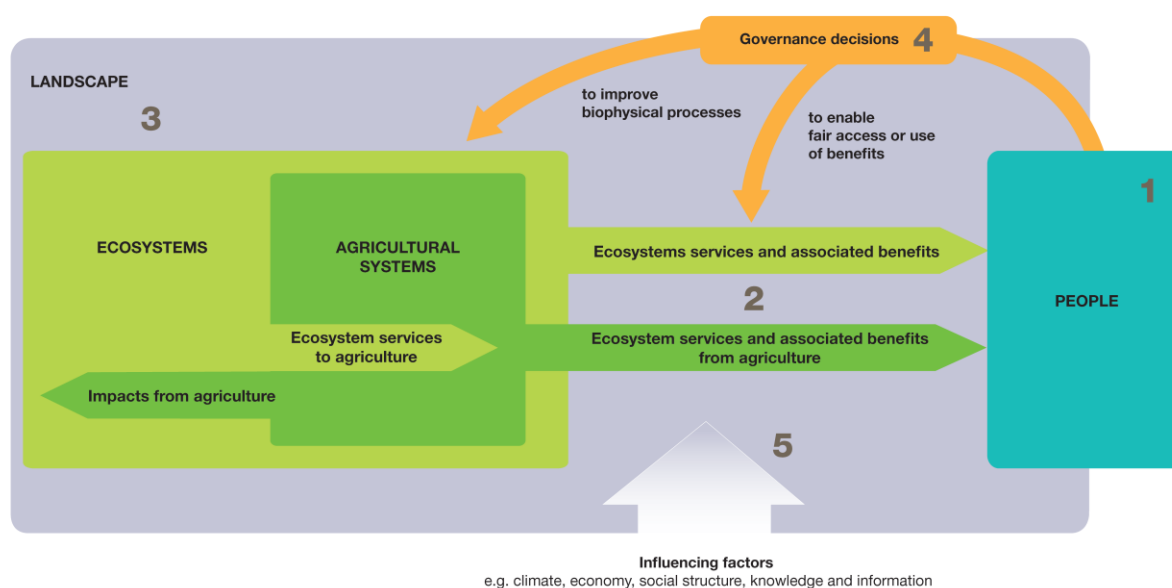 Governance decisions 4
LANDSCAPE
3
to improve
biophysical processes
to enable
fair access or use
of benefits
1
ECOSYSTEMS
AGRICULTURAL
SYSTEMS
Ecosystems services and associated benefits
2
PEOPLE
Ecosystem services
to agriculture
Ecosystem services and associated benefits
from agriculture
Impacts from agriculture
5
Influencing factors
e.g. climate, economy, social structure, knowledge and information